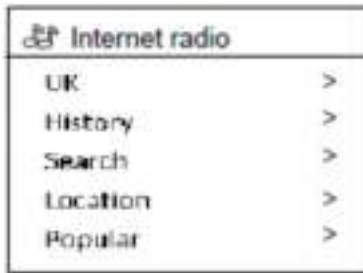 Internet radio
UK >
History >
Search >
Location >
Popular >